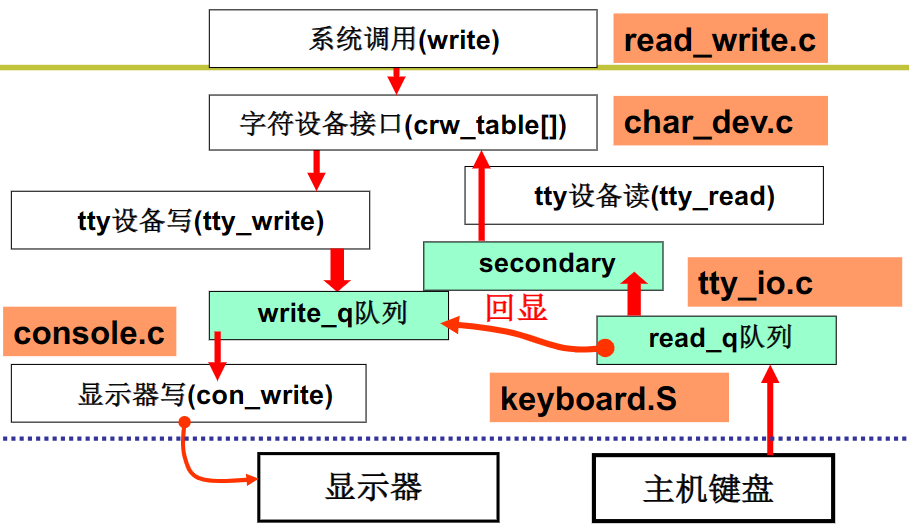 系统调用(write)
read_write.c
字符设备接口(crw_table[])
char_dev.c
tty设备写(tty_write)
tty设备读(tty_read)
secondary
tty_io.c
write_q队列
回显
read_q队列
console.c
显示器写(con_write)
keyboard.S
显示器
主机键盘